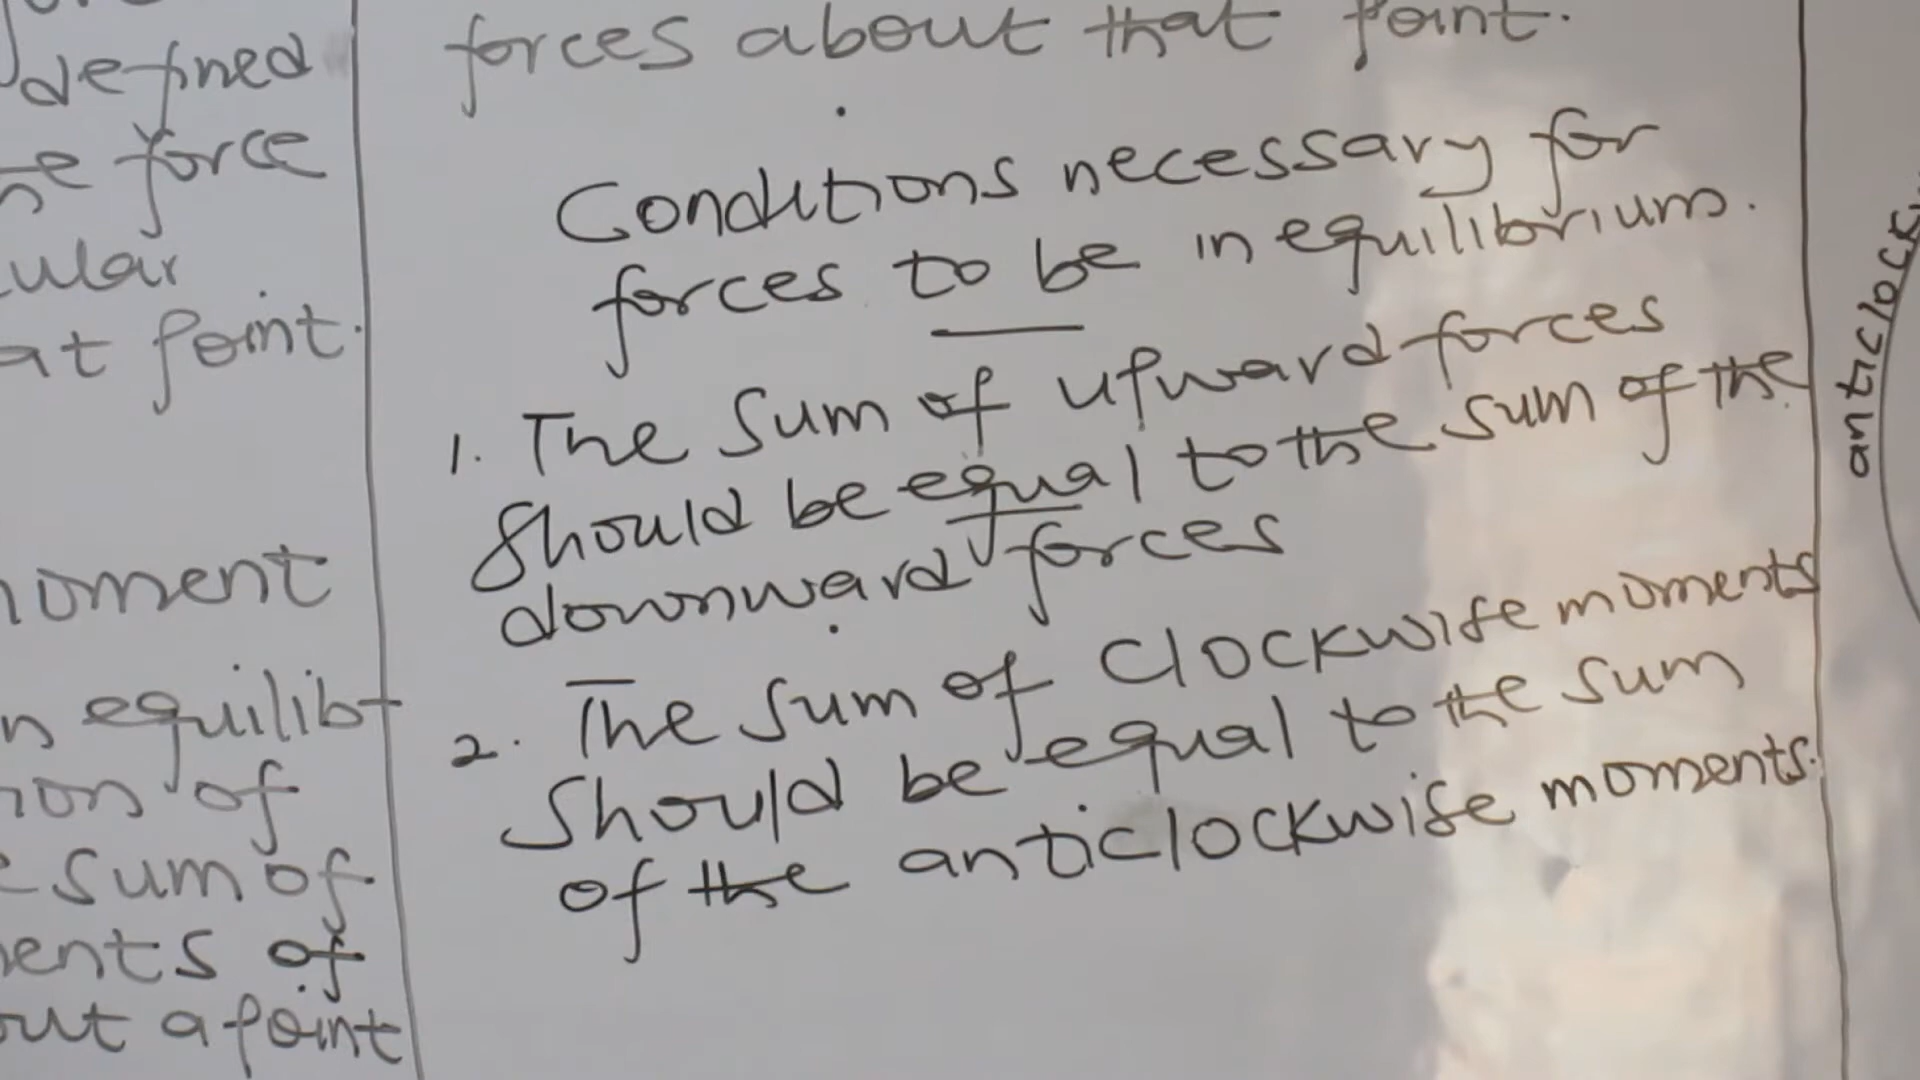 defined
force
ular
at point.
moment
n equilib
ion of
sum of
ents of
out a point
forces about that point.
Conditions necessary for
forces to be in equilibrium.
1. The sum of upward forces
should be equal to the sum of the
downward forces
2. The sum of clockwise moments
should be equal to the sum
of the anticlockwise moments.
anticlock